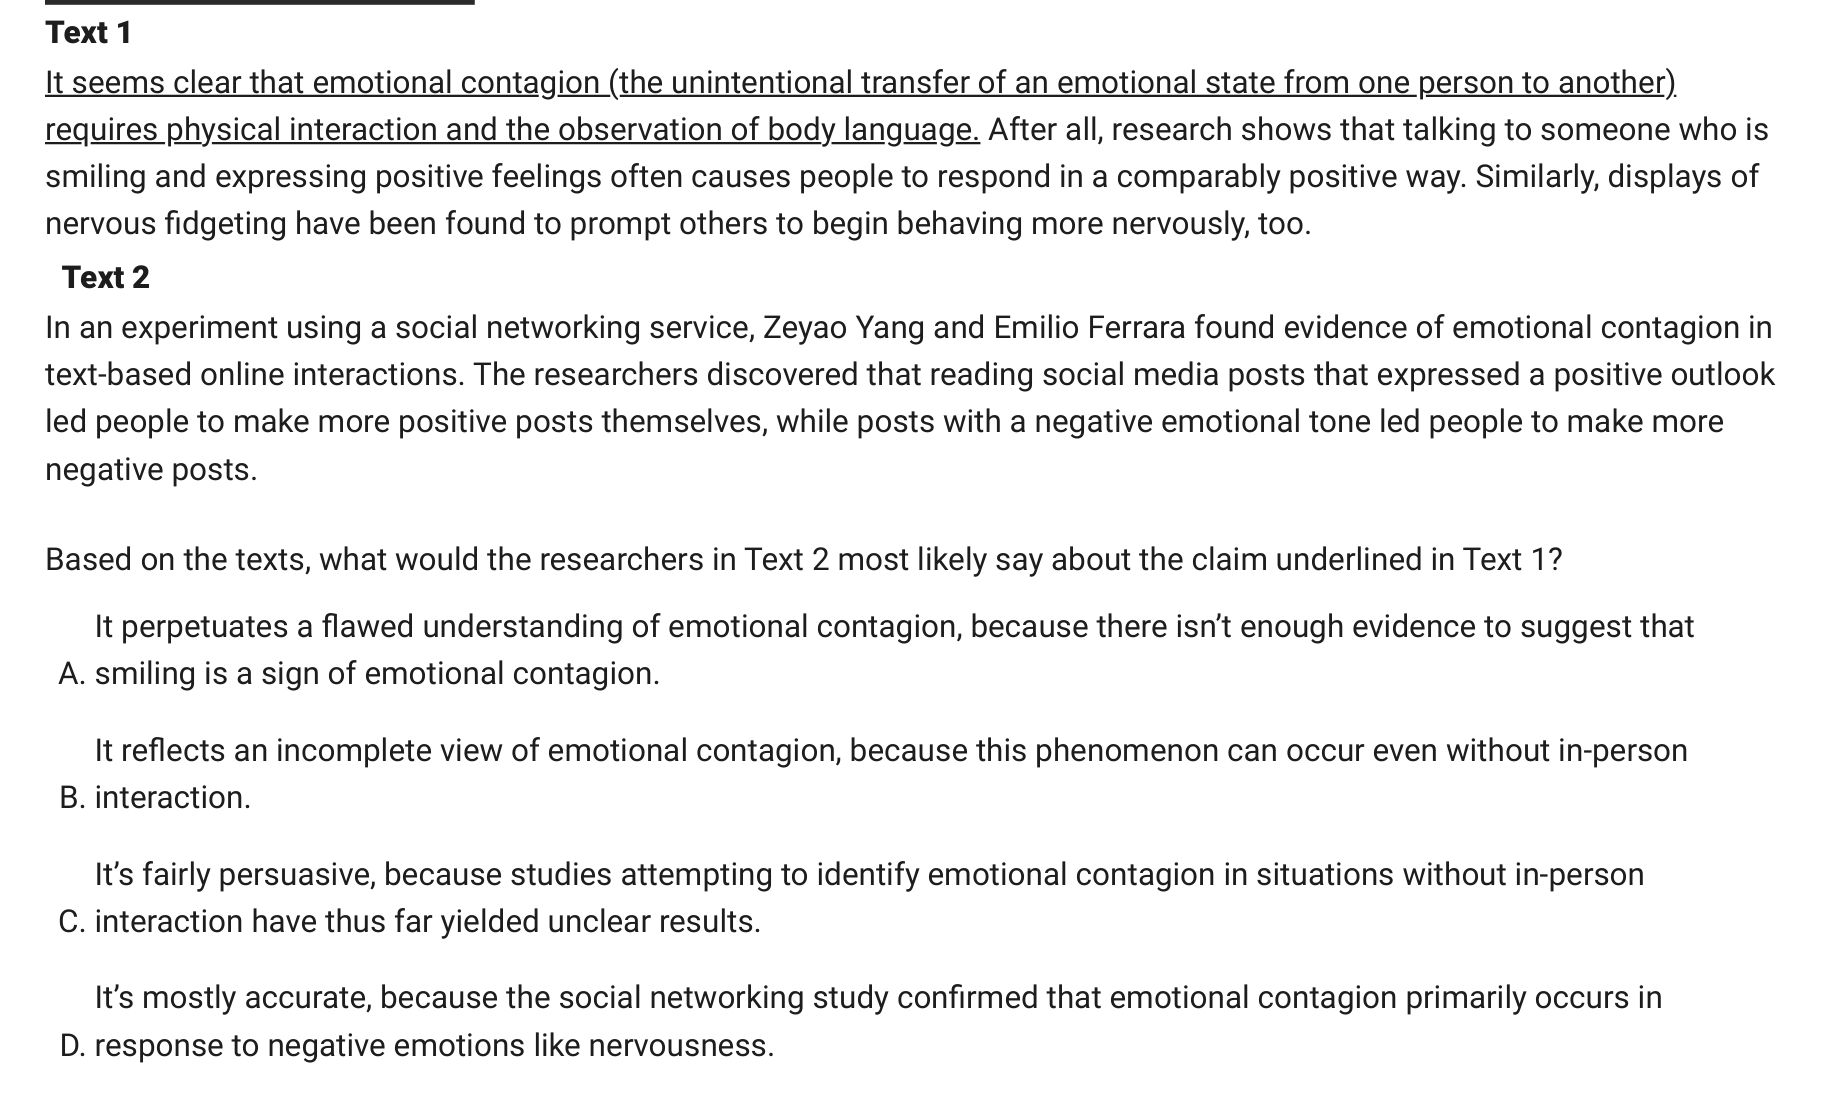 Text 1
It seems clear that emotional contagion (the unintentional transfer of an emotional state from one person to another)
requires physical interaction and the observation of body language. After all, research shows that talking to someone who is
smiling and expressing positive feelings often causes people to respond in a comparably positive way. Similarly, displays of
nervous fidgeting have been found to prompt others to begin behaving more nervously, too.
Text 2
In an experiment using a social networking service, Zeyao Yang and Emilio Ferrara found evidence of emotional contagion in
text-based online interactions. The researchers discovered that reading social media posts that expressed a positive outlook
led people to make more positive posts themselves, while posts with a negative emotional tone led people to make more
negative posts.
Based on the texts, what would the researchers in Text 2 most likely say about the claim underlined in Text 1?
It perpetuates a flawed understanding of emotional contagion, because there isn’t enough evidence to suggest that
A. smiling is a sign of emotional contagion.
It reflects an incomplete view of emotional contagion, because this phenomenon can occur even without in-person
B. interaction.
It’s fairly persuasive, because studies attempting to identify emotional contagion in situations without in-person
C. interaction have thus far yielded unclear results.
It’s mostly accurate, because the social networking study confirmed that emotional contagion primarily occurs in
D. response to negative emotions like nervousness.